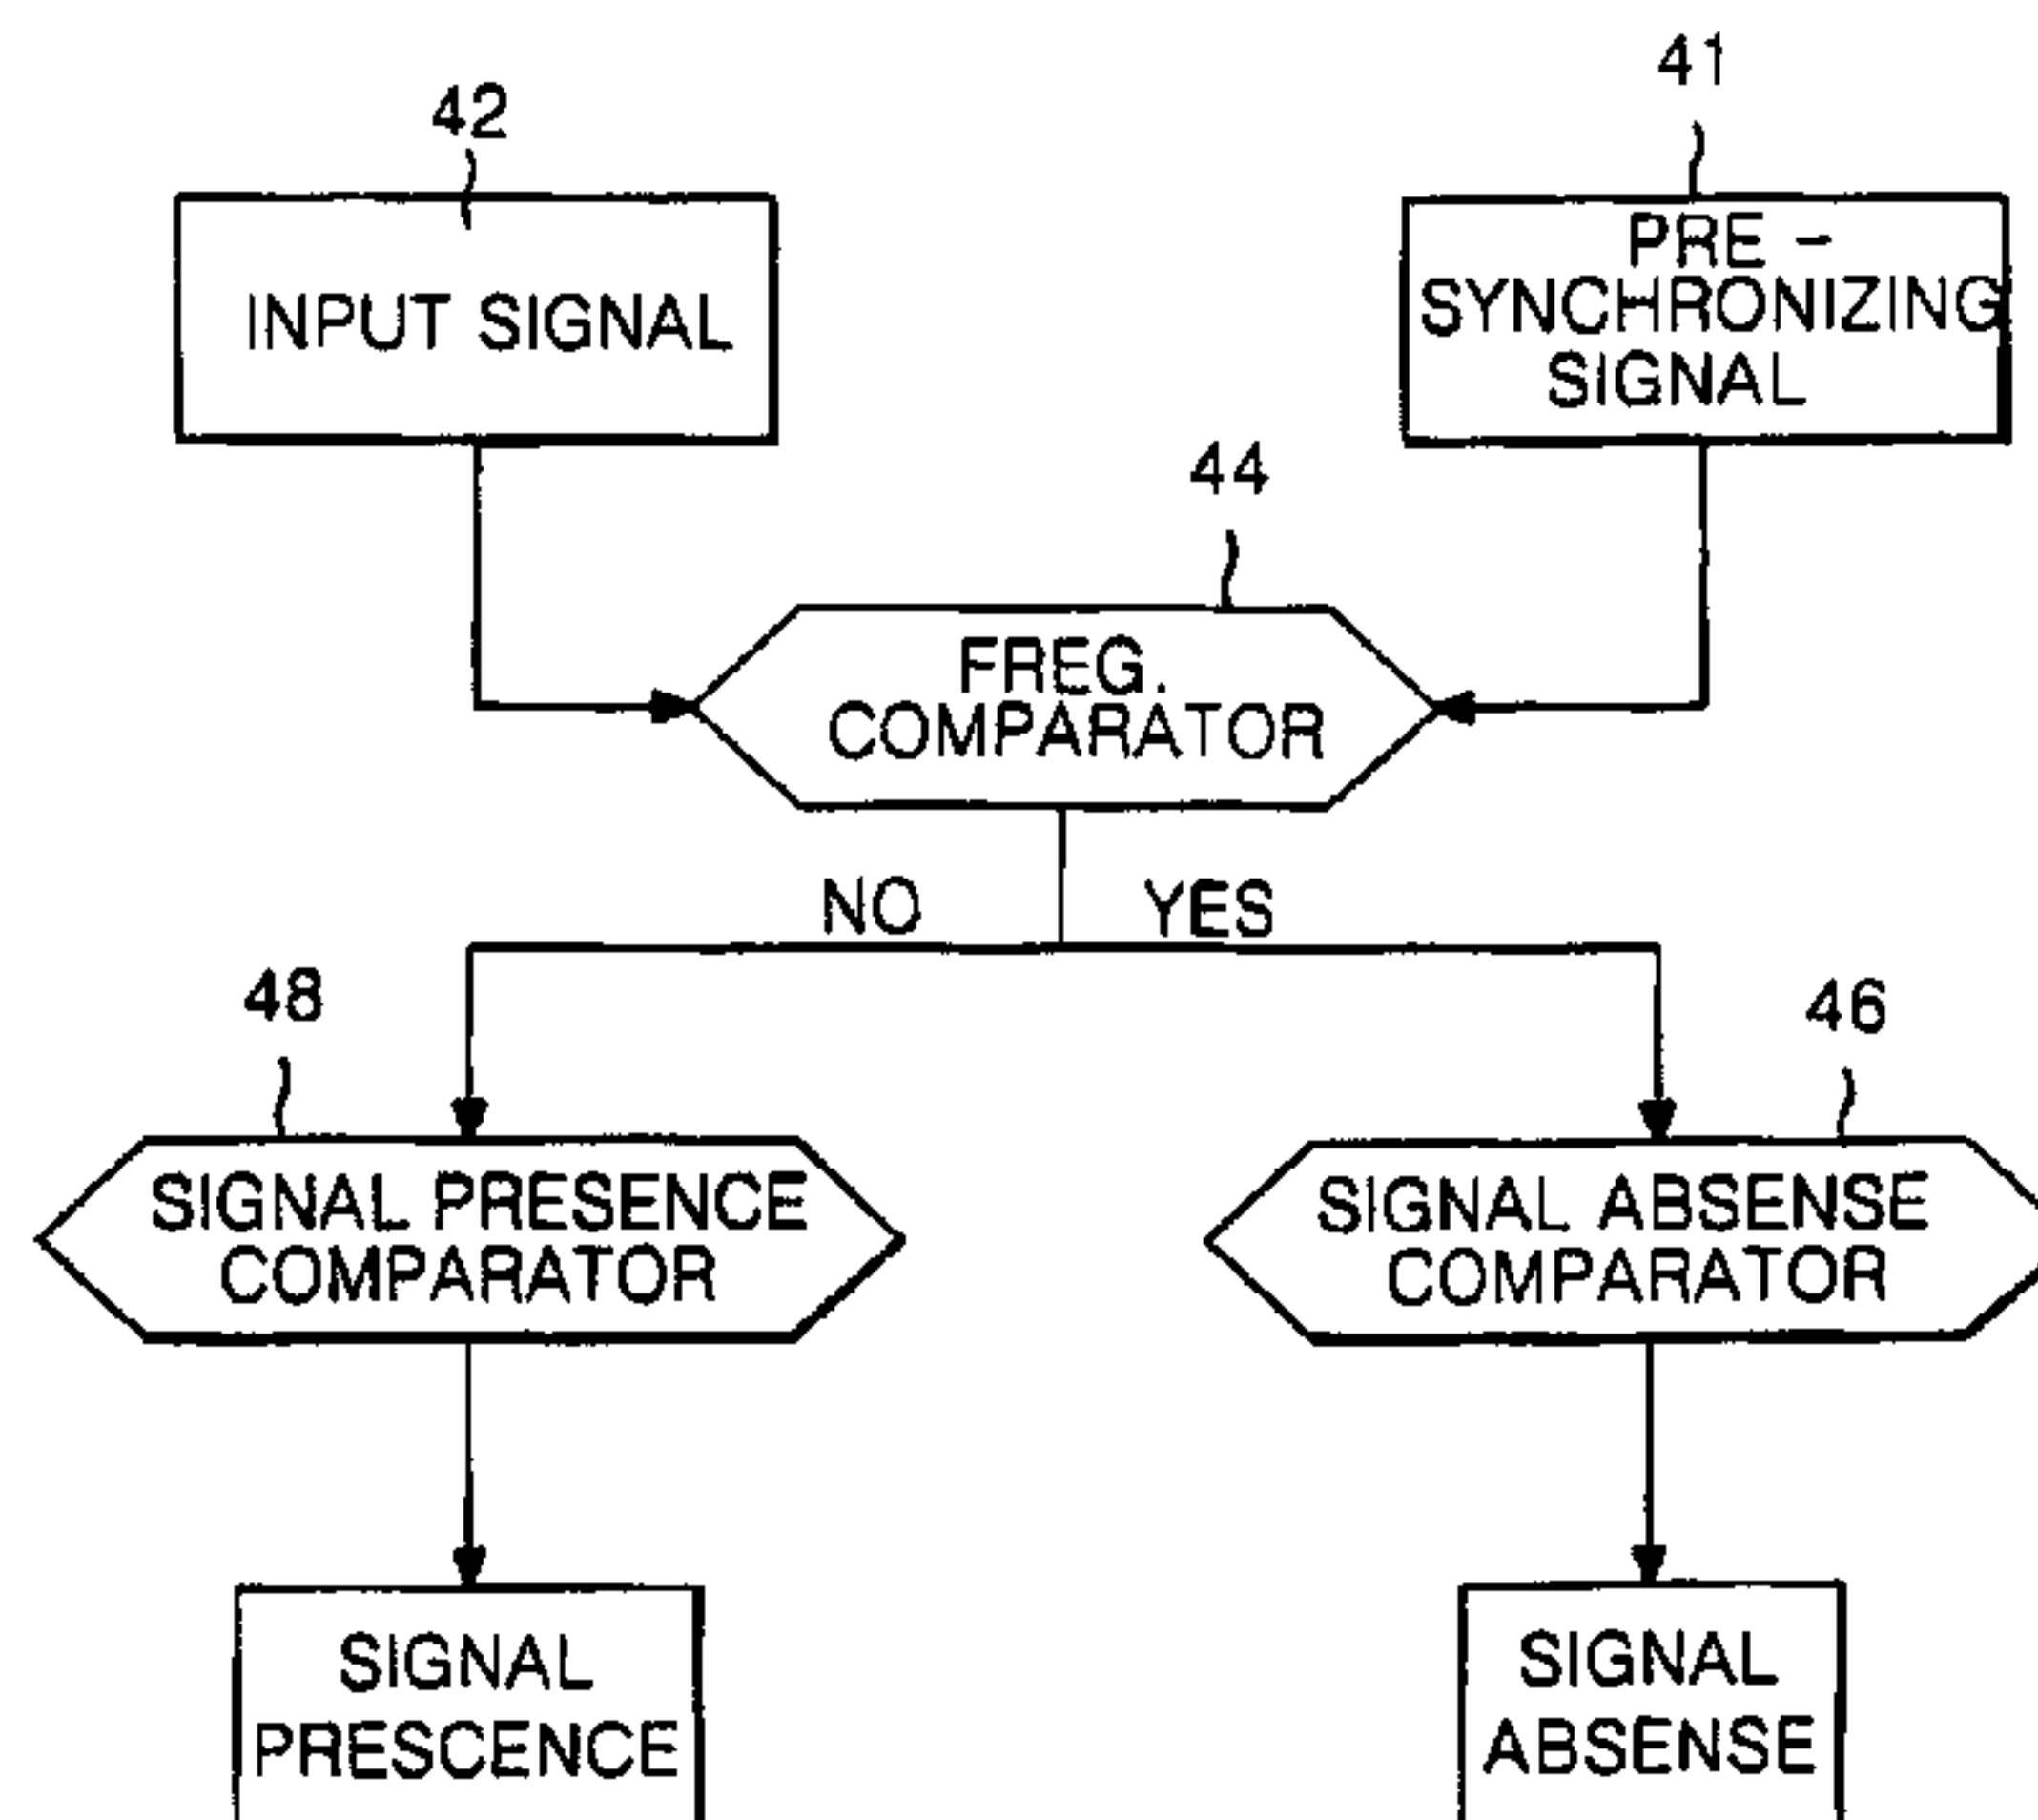 41
42
INPUT SIGNAL
PRE -
SYNCHRONIZING
SIGNAL
44
FREG.
COMPARATOR
NO
YES
48
46
SIGNAL PRESENCE
COMPARATOR
SIGNAL ABSENSE
COMPARATOR
SIGNAL
PRESCENCE
SIGNAL
ABSENSE